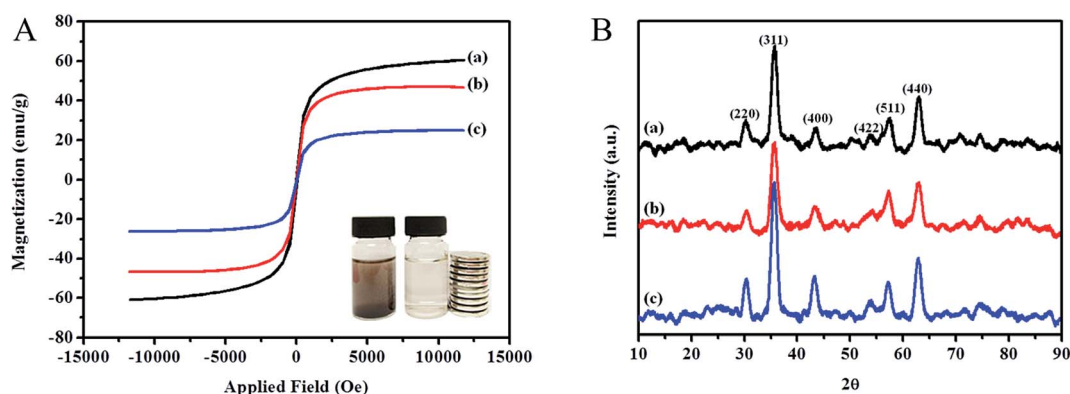 A
Magnetization (emu/g)
80
60
40
20
0
-20
-40
-60
-80
(a)
(b)
(c)
-15000 -10000 -5000 0 5000 10000 15000
Applied Field (Oe)
B
Intensity (a.u.)
(a)
(b)
(c)
(220)
(311)
(400)
(422)
(511)
(440)
10 20 30 40 50 60 70 80 90
2θ